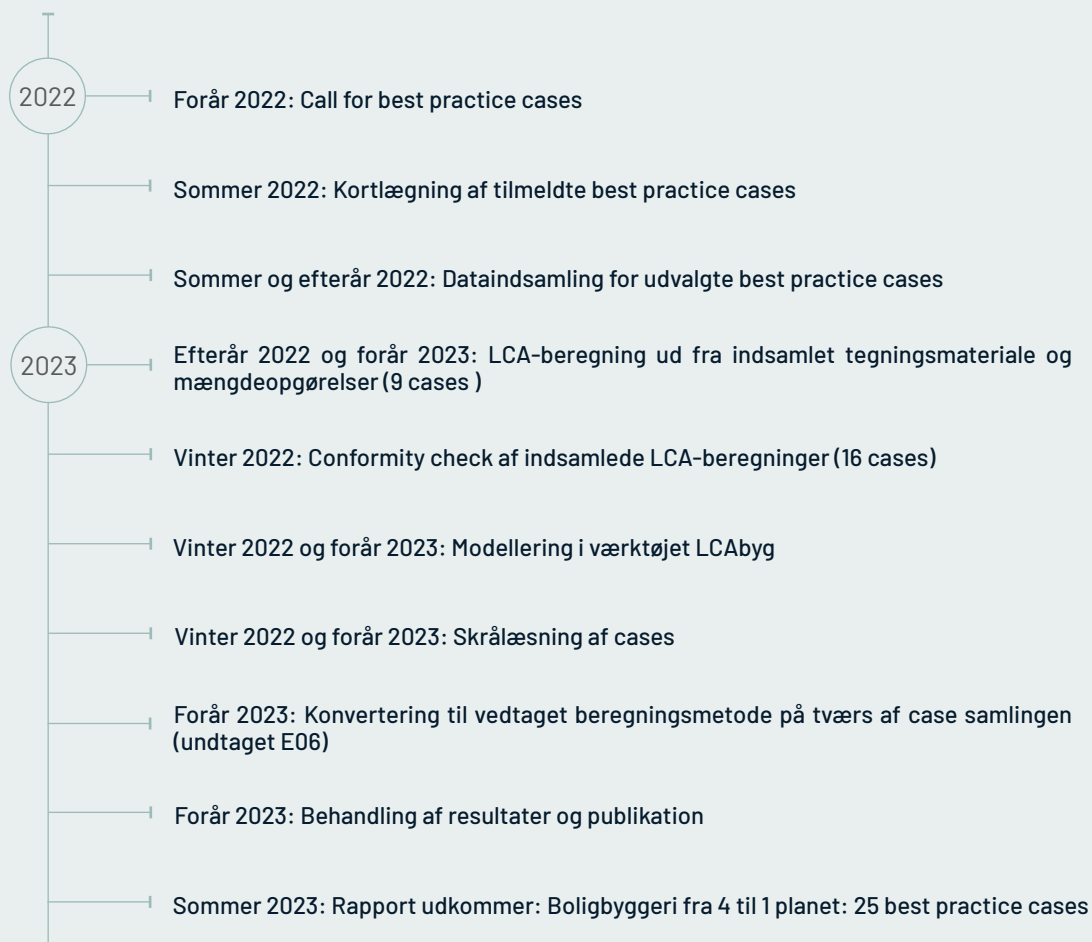 2022
Forår 2022: Call for best practice cases
Sommer 2022: Kortlægning af tilmeldte best practice cases
Sommer og efterår 2022: Dataindsamling for udvalgte best practice cases
2023
Efterår 2022 og forår 2023: LCA-beregning ud fra indsamlet tegningsmateriale og
mængdeopgørelser (9 cases )
Vinter 2022: Conformity check af indsamlede LCA-beregninger (16 cases)
Vinter 2022 og forår 2023: Modellering i værktøjet LCAbyg
Vinter 2022 og forår 2023: Skrålæsning af cases
Forår 2023: Konvertering til vedtaget beregningsmetode på tværs af case samlingen
(undtaget E06)
Forår 2023: Behandling af resultater og publikation
Sommer 2023: Rapport udkommer: Boligbyggeri fra 4 til 1 planet: 25 best practice cases